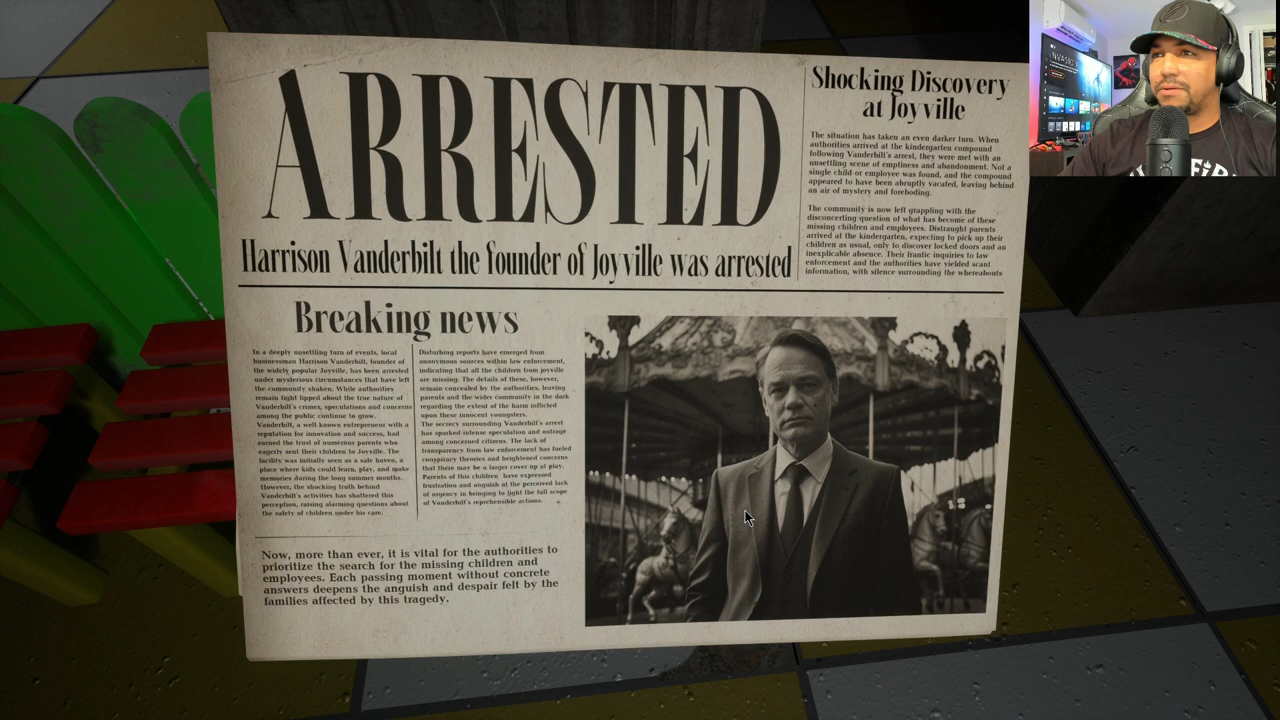 ARRESTED
Harrison Vanderbilt the founder of Joyville was arrested
Shocking Discovery
at Joyville
The situation has taken an even darker turn. When
authorities arrived at the kindergarten compound
following Vanderbilt's arrest, they were met with an
unsettling scene of emptiness and abandonment. Not a
single child or employee was found, and the compound
appeared to have been abruptly vacated, leaving behind
an air of mystery and foreboding.
The community is now left grappling with the
disconcerting question of what has become of these
missing children and employees. Distraught parents
arrived at the kindergarten, expecting to pick up their
children as usual, only to discover locked doors and an
inexplicable absence. Their frantic inquiries to law
enforcement and the authorities have yielded scant
information, with silence surrounding the whereabouts
Breaking news
In a deeply unsettling turn of events, local
businessman Harrison Vanderbilt, founder of
the widely popular Joyville, has been arrested
under mysterious circumstances that have left
the community shaken. While authorities
remain tight lipped about the true nature of
Vanderbilt's crimes, speculations and concerns
among the public continue to grow.
Vanderbilt, a well known entrepreneur with a
reputation for innovation and success, had
earned the trust of numerous parents who
eagerly sent their children to Joyville. The
facility was initially seen as a safe haven, a
place where kids could learn, play, and make
memories during the long summer months.
However, the shocking truth behind
Vanderbilt's activities has shattered this
perception, raising alarming questions about
the safety of children under his care.
Disturbing reports have emerged from
anonymous sources within law enforcement,
indicating that all the children from joyville
are missing. The details of these, however,
remain concealed by the authorities, leaving
parents and the wider community in the dark
regarding the extent of the harm inflicted
upon these innocent youngsters.
The secrecy surrounding Vanderbilt's arrest
has sparked intense speculation and outrage
among concerned citizens. The lack of
transparency from law enforcement has fueled
conspiracy theories and heightened concerns
that there may be a larger cover up at play.
Parents of this children have expressed
frustration and anguish at the perceived lack
of urgency in bringing to light the full scope
of Vanderbilt's reprehensible actions.
Now, more than ever, it is vital for the authorities to
prioritize the search for the missing children and
employees. Each passing moment without concrete
answers deepens the anguish and despair felt by the
families affected by this tragedy.